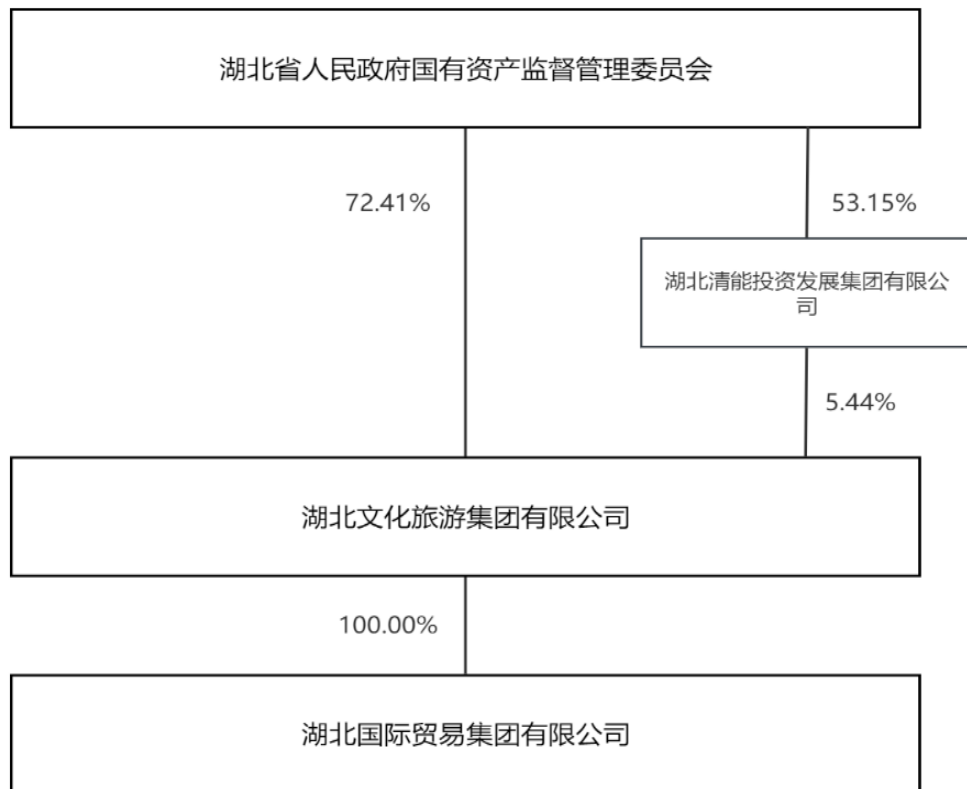 湖北省人民政府国有资产监督管理委员会
72.41%
53.15%
湖北清能投资发展集团有限公
司
5.44%
湖北文化旅游集团有限公司
100.00%
湖北国际贸易集团有限公司